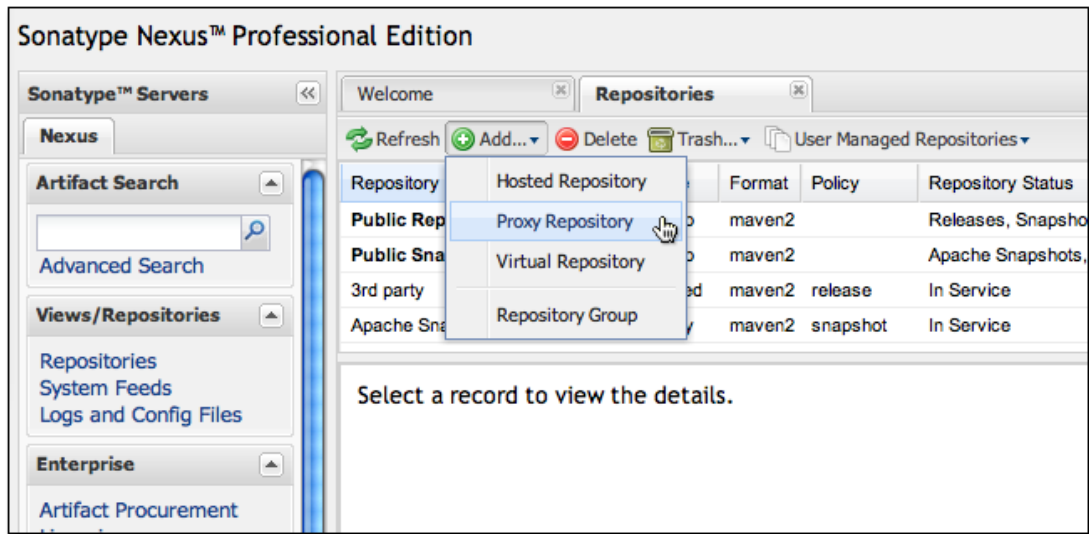 Sonatype Nexus™ Professional Edition
Sonatype™ Servers
Nexus
Artifact Search
Advanced Search
Views/Repositories
Repositories
System Feeds
Logs and Config Files
Enterprise
Artifact Procurement
Welcome Repositories
Refresh Add... Delete Trash... User Managed Repositories
Repository Format Policy Repository Status
Public Rep maven2 Releases, Snapsho
Public Sna maven2 Apache Snapshots,
3rd party ed maven2 release In Service
Apache Sna y maven2 snapshot In Service
Hosted Repository
Proxy Repository
Virtual Repository
Repository Group
Select a record to view the details.